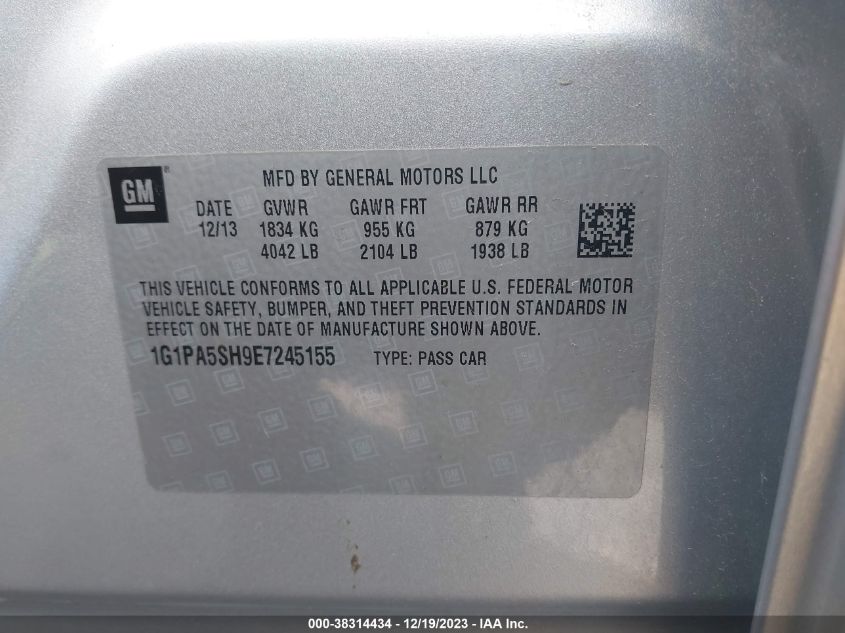 GM
MFD BY GENERAL MOTORS LLC
DATE GVWR GAWR FRT GAWR RR
12/13 1834 KG 955 KG 879 KG
4042 LB 2104 LB 1938 LB
THIS VEHICLE CONFORMS TO ALL APPLICABLE U.S. FEDERAL MOTOR
VEHICLE SAFETY, BUMPER, AND THEFT PREVENTION STANDARDS IN
EFFECT ON THE DATE OF MANUFACTURE SHOWN ABOVE.
1G1PA5SH9E7245155 TYPE: PASS CAR
000-38314434 - 12/19/2023 - IAA Inc.